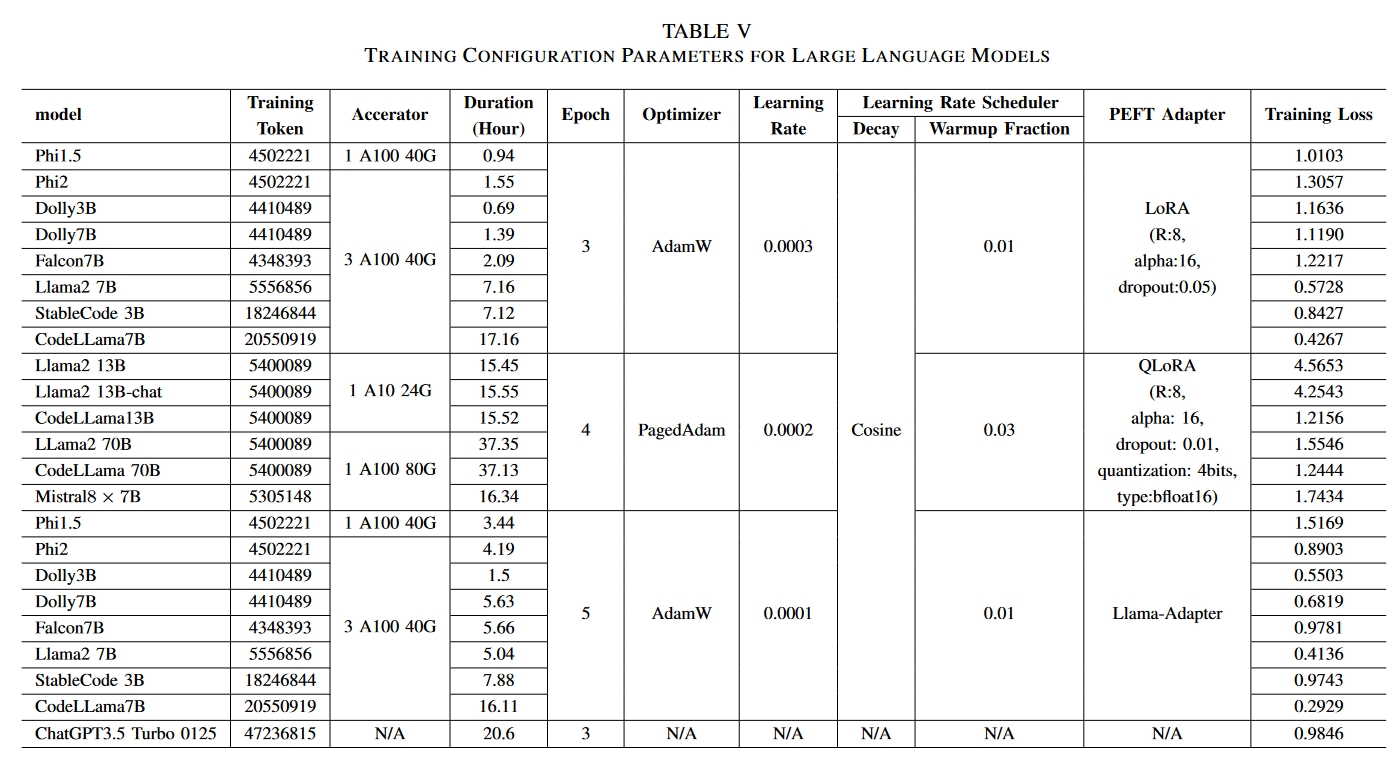 TABLE V
TRAINING CONFIGURATION PARAMETERS FOR LARGE LANGUAGE MODELS
model Training Token Accerator Duration (Hour) Epoch Optimizer Learning Rate Learning Rate Scheduler PEFT Adapter Training Loss
Decay Warmup Fraction
Phi1.5 4502221 1 A100 40G 0.94 3 AdamW 0.0003 Cosine 0.01 LoRA (R:8, alpha:16, dropout:0.05) 1.0103
Phi2 4502221 3 A100 40G 1.55 1.3057
Dolly3B 4410489 0.69 1.1636
Dolly7B 4410489 1.39 1.1190
Falcon7B 4348393 2.09 1.2217
Llama2 7B 5556856 7.16 0.5728
StableCode 3B 18246844 7.12 0.8427
CodeLLama7B 20550919 17.16 0.4267
Llama2 13B 5400089 1 A10 24G 15.45 4 PagedAdam 0.0002 0.03 QLoRA (R:8, alpha: 16, dropout: 0.01, quantization: 4bits, type:bfloat16) 4.5653
Llama2 13B-chat 5400089 15.55 4.2543
CodeLLama13B 5400089 15.52 1.2156
LLama2 70B 5400089 1 A100 80G 37.35 1.5546
CodeLLama 70B 5400089 37.13 1.2444
Mistral8 × 7B 5305148 16.34 1.7434
Phi1.5 4502221 1 A100 40G 3.44 5 AdamW 0.0001 0.01 Llama-Adapter 1.5169
Phi2 4502221 3 A100 40G 4.19 0.8903
Dolly3B 4410489 1.5 0.5503
Dolly7B 4410489 5.63 0.6819
Falcon7B 4348393 5.66 0.9781
Llama2 7B 5556856 5.04 0.4136
StableCode 3B 18246844 7.88 0.9743
CodeLLama7B 20550919 16.11 0.2929
ChatGPT3.5 Turbo 0125 47236815 N/A 20.6 3 N/A N/A N/A N/A N/A 0.9846